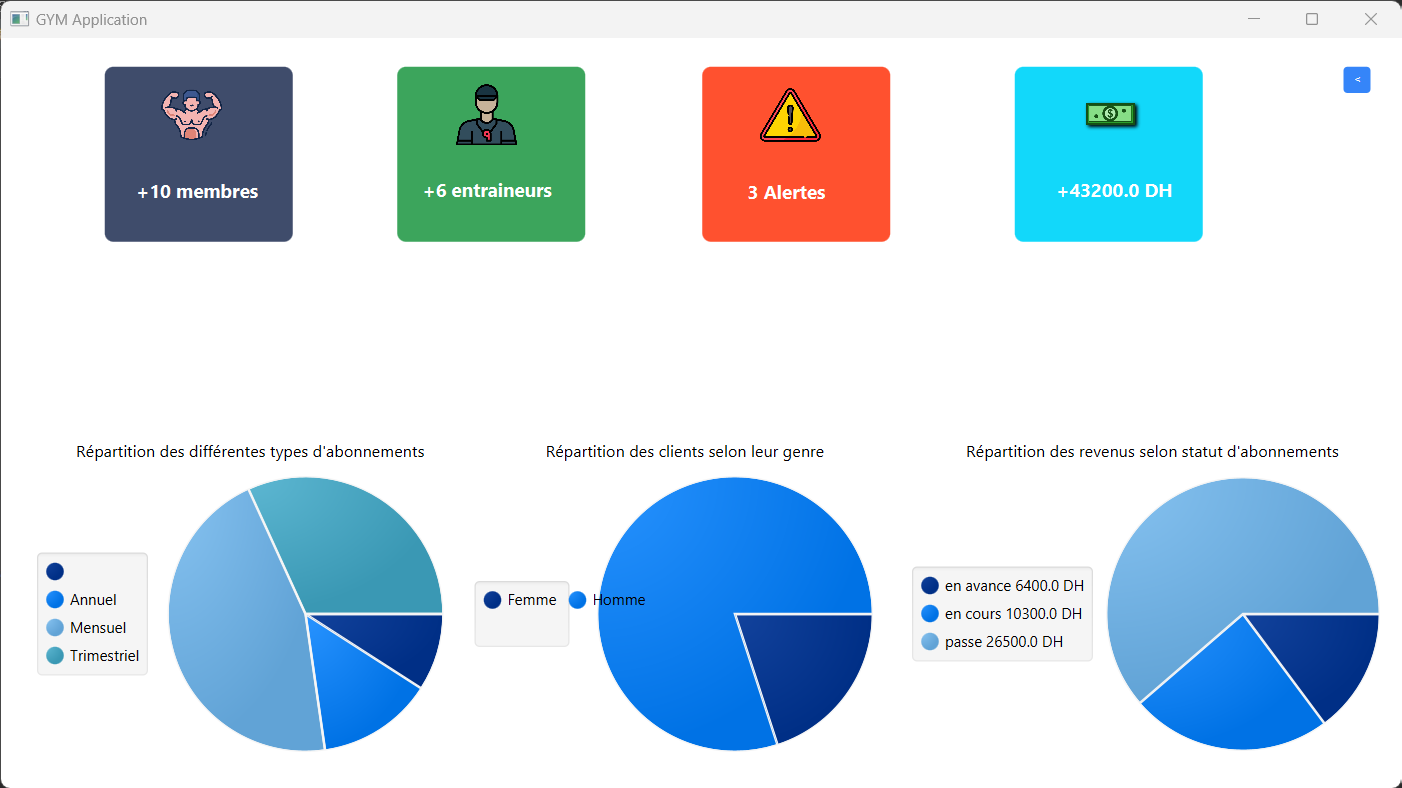 GYM Application
<
+10 membres
+6 entraineurs
3 Alertes
+43200.0 DH
Répartition des différentes types d'abonnements
Annuel
Mensuel
Trimestriel
Répartition des clients selon leur genre
Femme
Homme
Répartition des revenus selon statut d'abonnements
en avance 6400.0 DH
en cours 10300.0 DH
passe 26500.0 DH